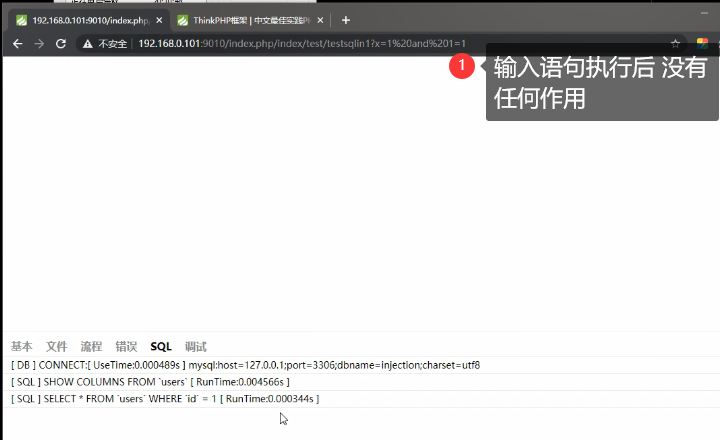 192.168.0.101:9010/index.php
ThinkPHP框架 | 中文最佳实践P
不安全 192.168.0.101:9010/index.php/index/test/testsqlin1?x=1%20and%201=1
1
输入语句执行后 没有
任何作用
基本 文件 流程 错误 SQL 调试
[ DB ] CONNECT:[ UseTime:0.000489s ] mysql:host=127.0.0.1;port=3306;dbname=injection;charset=utf8
[ SQL ] SHOW COLUMNS FROM `users` [ RunTime:0.004566s ]
[ SQL ] SELECT * FROM `users` WHERE `id` = 1 [ RunTime:0.000344s ]